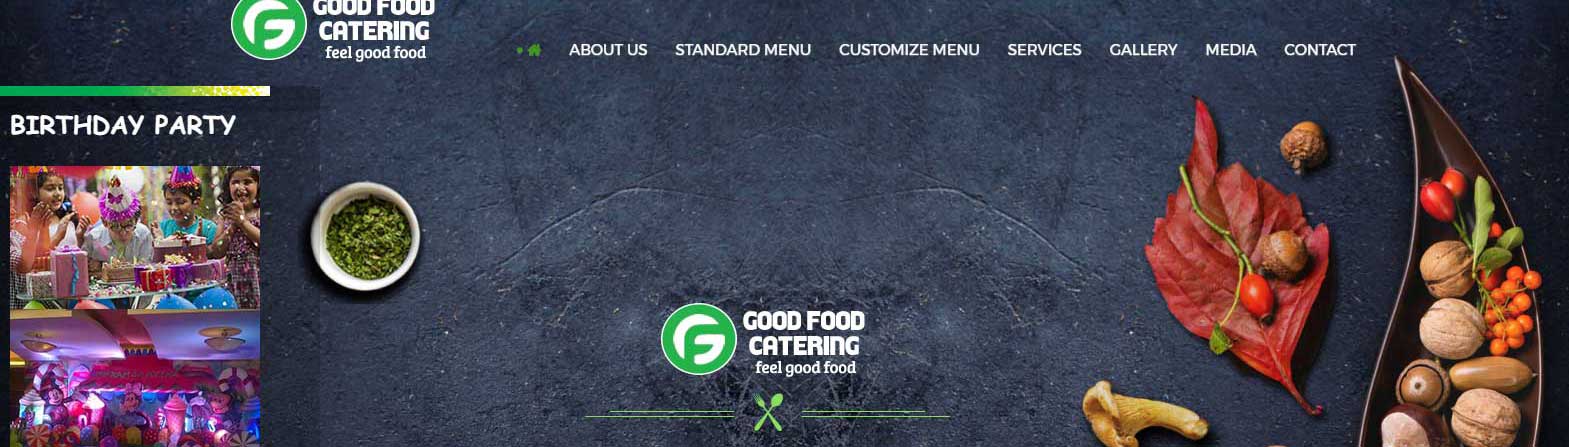 GOOD FOOD
CATERING
feel good food
ABOUT US STANDARD MENU CUSTOMIZE MENU SERVICES GALLERY MEDIA CONTACT
BIRTHDAY PARTY
GOOD FOOD
CATERING
feel good food